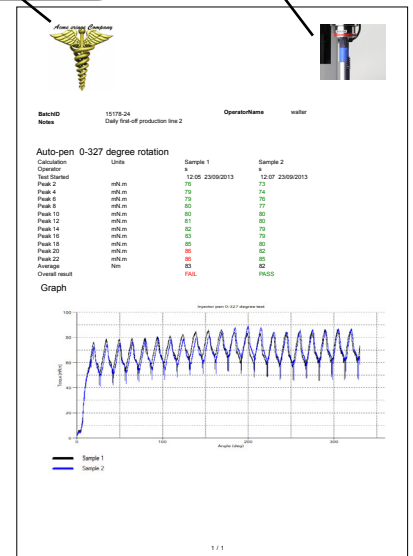 Acme eringe Company
BatchID 15178-24 OperatorName walter
Notes Daily first-off production line 2
Auto-pen 0-327 degree rotation
Calculation Units Sample 1 Sample 2
Operator s s
Test Started 12:05 23/09/2013 12:07 23/09/2013
Peak 2 mN.m 76 73
Peak 4 mN.m 79 74
Peak 6 mN.m 79 76
Peak 8 mN.m 80 77
Peak 10 mN.m 80 80
Peak 12 mN.m 81 80
Peak 14 mN.m 82 79
Peak 16 mN.m 83 79
Peak 18 mN.m 85 80
Peak 20 mN.m 86 82
Peak 22 mN.m 86 85
Average Nm 83 82
Overall result FAIL PASS
Graph
Injector pen 0-327 degree test
100
80
60
40
20
0
0 100 200 300
Angle (deg)
Sample 1
Sample 2
1 / 1